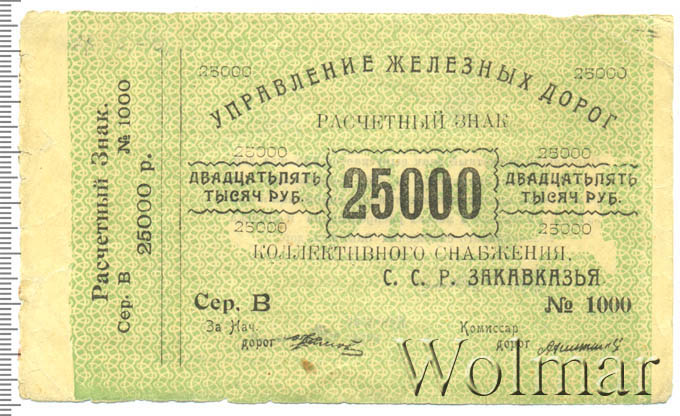 Расчетный Знак.
Сер. В № 1000
25000 р.
25000 25000
УПРАВЛЕНИЕ ЖЕЛЕЗНЫХ ДОРОГ
РАСЧЕТНЫЙ ЗНАК
25000 25000
ДВАДЦАТЬПЯТЬ ТЫСЯЧ РУБ.
25000
ДВАДЦАТЬПЯТЬ ТЫСЯЧ РУБ.
25000 25000
КОЛЛЕКТИВНОГО СНАБЖЕНИЯ,
С. С. Р. ЗАКАВКАЗЬЯ
Сер. В № 1000
За Нач. дорог
Комиссар дорог
Wolmar